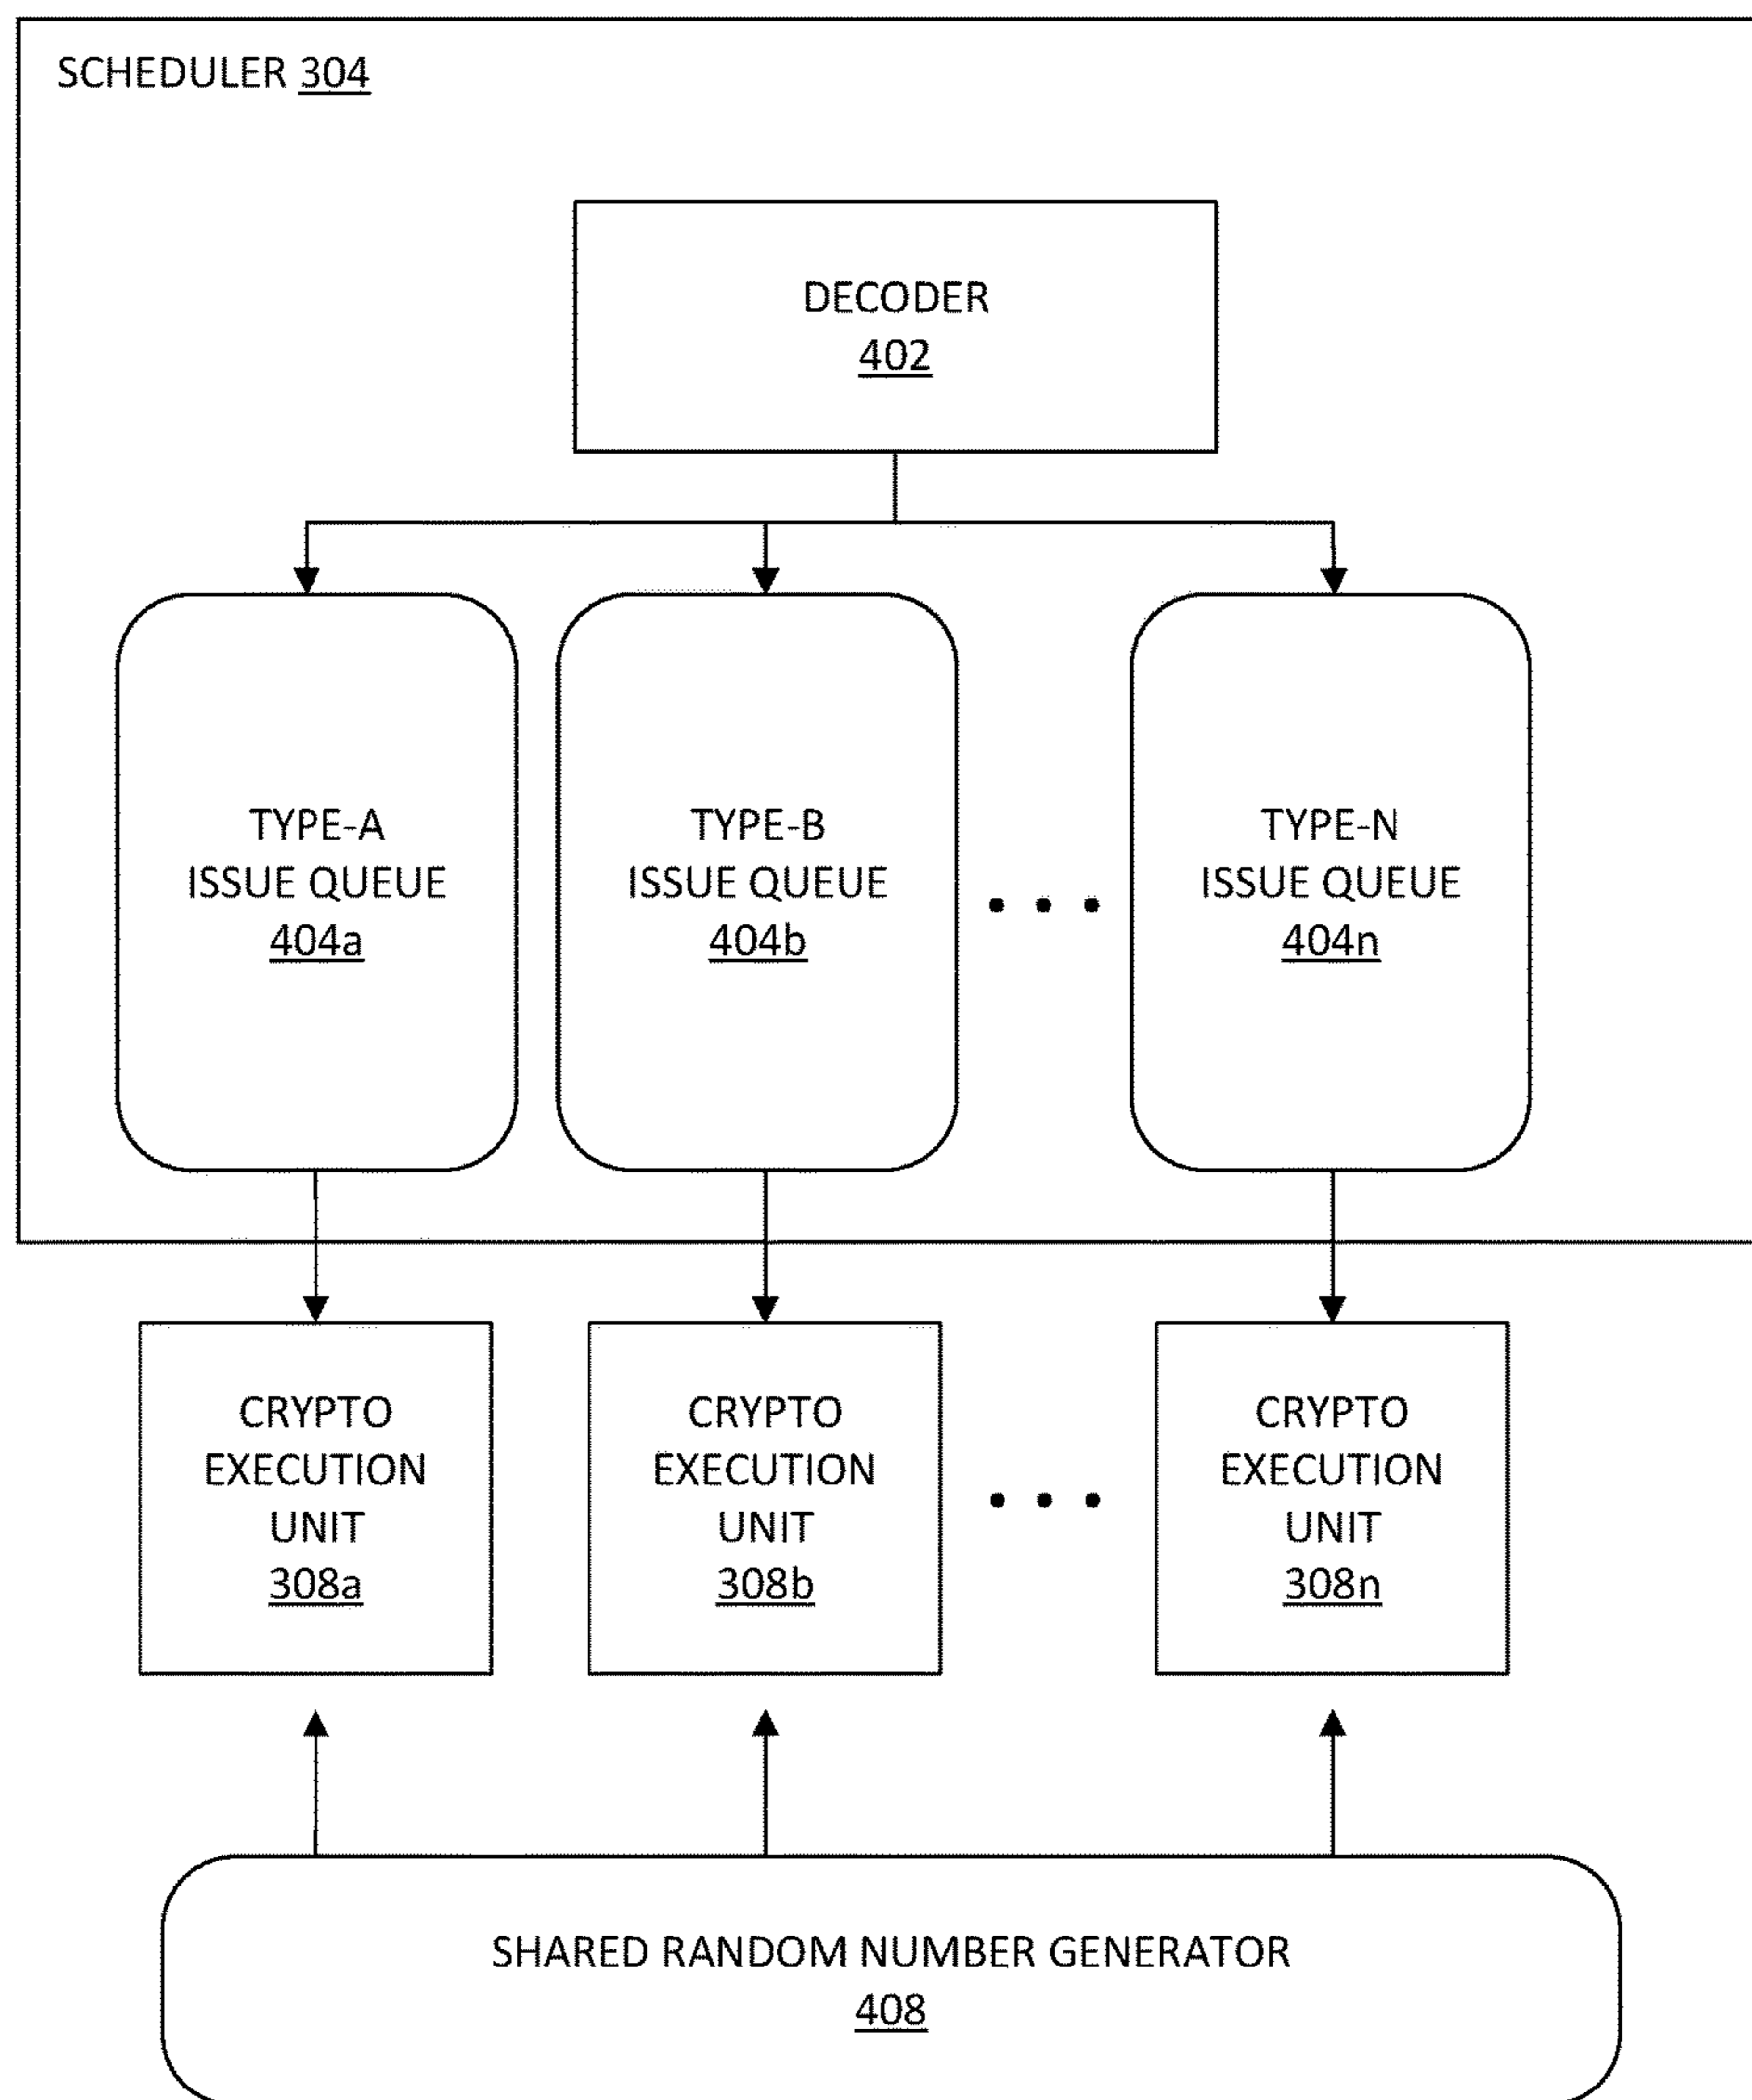 SCHEDULER 304
DECODER
402
TYPE-A
ISSUE QUEUE
404a
TYPE-B
ISSUE QUEUE
404b
TYPE-N
ISSUE QUEUE
404n
CRYPTO
EXECUTION
UNIT
308a
CRYPTO
EXECUTION
UNIT
308b
CRYPTO
EXECUTION
UNIT
308n
SHARED RANDOM NUMBER GENERATOR
408